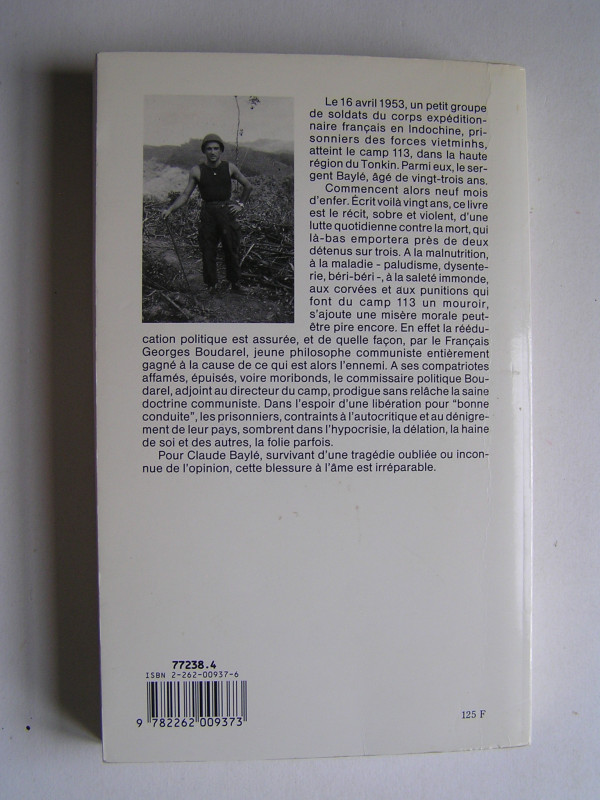 Le 16 avril 1953, un petit groupe
de soldats du corps expédition-
naire français en Indochine, pri-
sonniers des forces vietminhs,
atteint le camp 113, dans la haute
région du Tonkin. Parmi eux, le ser-
gent Baylé, âgé de vingt-trois ans.
Commencent alors neuf mois
d'enfer. Écrit voilà vingt ans, ce livre
est le récit, sobre et violent, d'une
lutte quotidienne contre la mort, qui
là-bas emportera près de deux
détenus sur trois. A la malnutrition,
à la maladie - paludisme, dysente-
rie, béri-béri -, à la saleté immonde,
aux corvées et aux punitions qui
font du camp 113 un mouroir,
s'ajoute une misère morale peut-
être pire encore. En effet la réédu-
cation politique est assurée, et de quelle façon, par le Français
Georges Boudarel, jeune philosophe communiste entièrement
gagné à la cause de ce qui est alors l'ennemi. A ses compatriotes
affamés, épuisés, voire moribonds, le commissaire politique Bou-
darel, adjoint au directeur du camp, prodigue sans relâche la saine
doctrine communiste. Dans l'espoir d'une libération pour "bonne
conduite", les prisonniers, contraints à l'autocritique et au dénigre-
ment de leur pays, sombrent dans l'hypocrisie, la délation, la haine
de soi et des autres, la folie parfois.
Pour Claude Baylé, survivant d'une tragédie oubliée ou incon-
nue de l'opinion, cette blessure à l'âme est irréparable.
77238.4
ISBN 2-262-00937-6
9 782262 009373
125 F